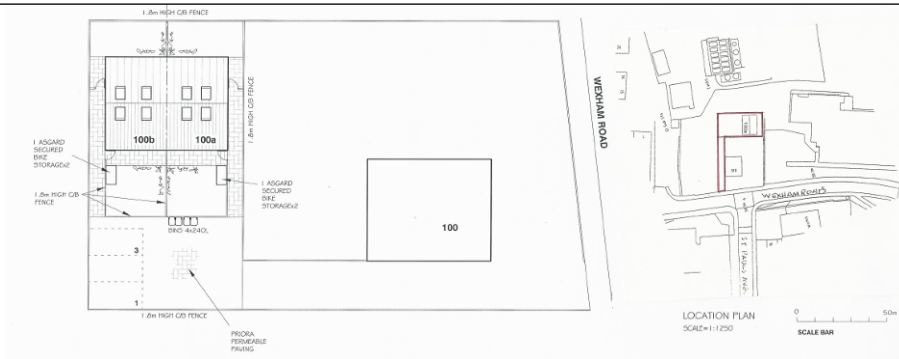 1.8m HIGH C/B FENCE
1.8m HIGH C/B FENCE
100b
100a
1 ASGARD
SECURED
BIKE
STORAGEx2
1.8m HIGH C/B
FENCE
1 ASGARD
SECURED
BIKE
STORAGEx2
BINS 4x240L
3
1
1.8m HIGH C/B FENCE
PRIORA
PERMEABLE
PAVING
100
WEXHAM ROAD
WEXHAM ROAD
ST PAULS AVE
LOCATION PLAN
SCALE=1:1250
0
50m
SCALE BAR